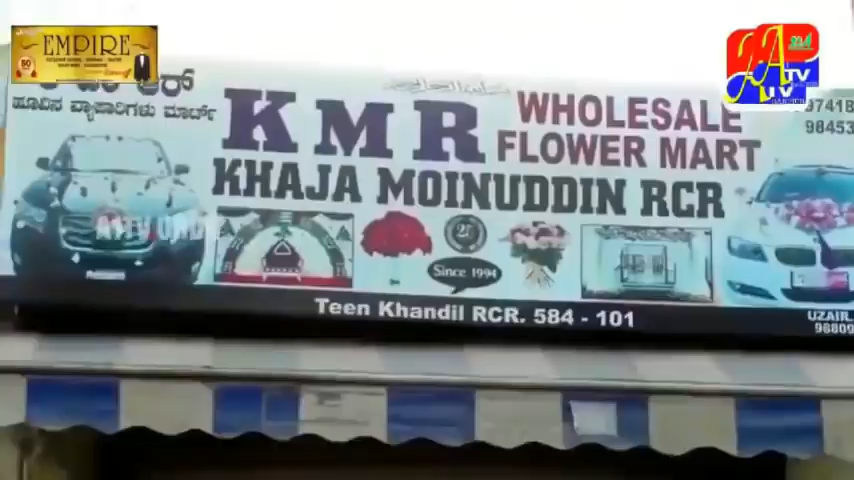 EMPIRE
ಹೂವಿನ ವ್ಯಾಪಾರಿಗಳು ಮಾರ್ಟ್
KMR WHOLESALE
FLOWER MART
KHAJA MOINUDDIN RCR
Since 1994
Teen Khandil RCR. 584 - 101
UZAIR.